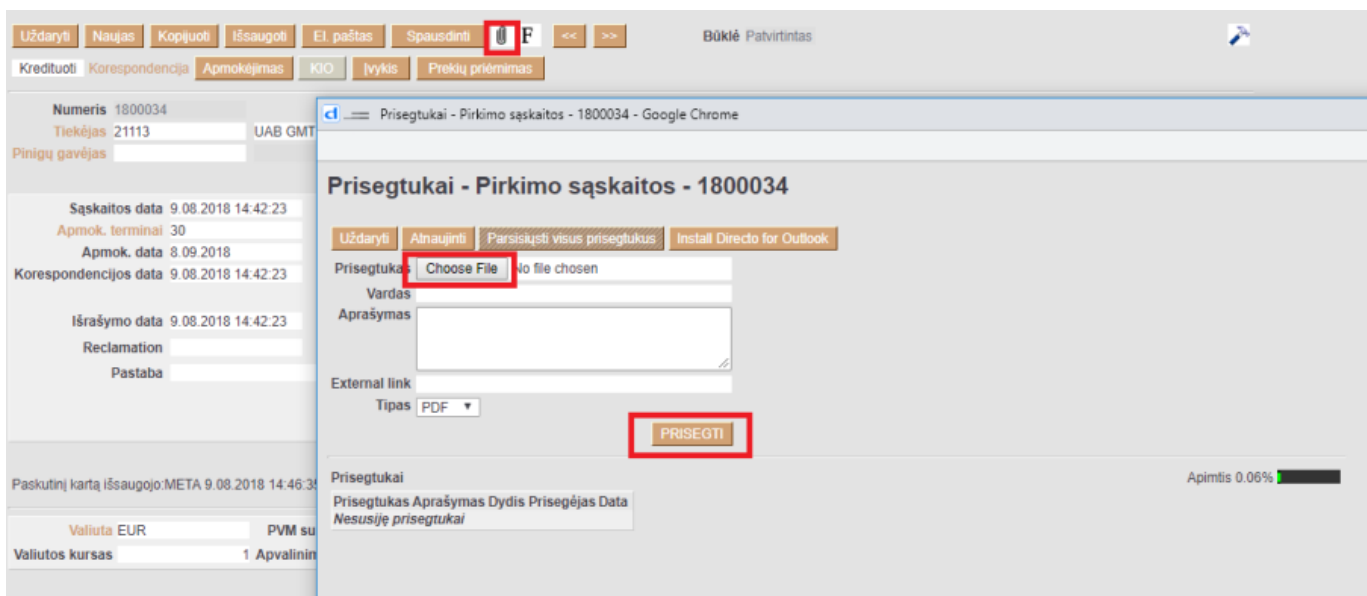 Uždaryti Naujas Kopijuoti Išsaugoti El. paštas Spausdinti F << >> Būklė Patvirtintas
Kredituoti Korespondencija Apmokėjimas KIO Įvykis Prekių priėmimas
Numeris 1800034
Tiekėjas 21113 UAB GMT
Pinigų gavėjas
Sąskaitos data 9.08.2018 14:42:23
Apmok. terminai 30
Apmok. data 8.09.2018
Korespondencijos data 9.08.2018 14:42:23
Išrašymo data 9.08.2018 14:42:23
Reclamation
Pastaba
Paskutinį kartą išsaugojo:META 9.08.2018 14:46:35
Valiuta EUR PVM su
Valiutos kursas 1 Apvalinim
Prisegtukai - Pirkimo sąskaitos - 1800034 - Google Chrome
Prisegtukai - Pirkimo sąskaitos - 1800034
Uždaryti Atnaujinti Parsisiųsti visus prisegtukus Install Directo for Outlook
Prisegtukas Choose File No file chosen
Vardas
Aprašymas
External link
Tipas PDF
PRISEGTI
Prisegtukai Apimtis 0.06%
Prisegtukas Aprašymas Dydis Prisegėjas Data
Nesusiję prisegtukai